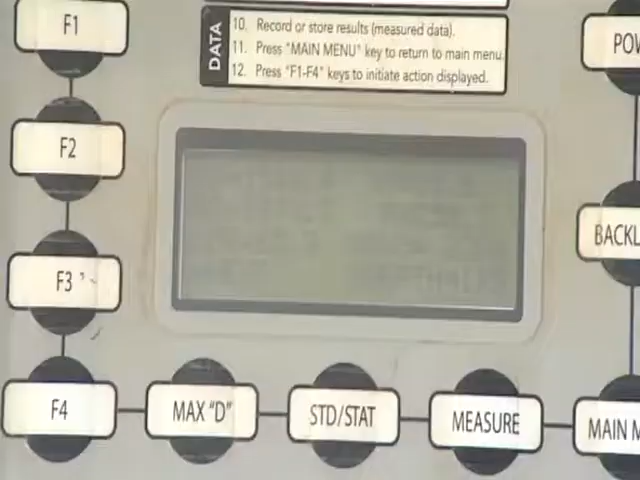 F1
DATA
10. Record or store results (measured data).
11. Press "MAIN MENU" key to return to main menu.
12. Press "F1-F4" keys to initiate action displayed.
POW
F2
BACKL
F3
F4
MAX "D"
STD/STAT
MEASURE
MAIN M